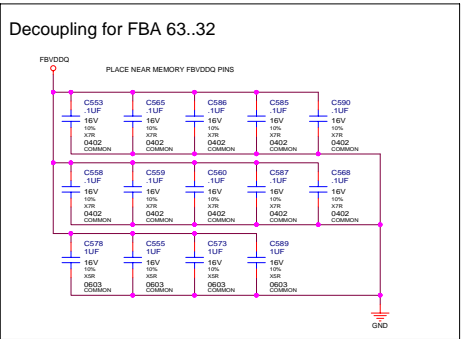 Decoupling for FBA 63..32
FBVDDQ
PLACE NEAR MEMORY FBVDDQ PINS
C553 C565 C586 C585 C590
.1UF .1UF .1UF .1UF .1UF
16V 16V 16V 16V 16V
10% 10% 10% 10% 10%
X7R X7R X7R X7R X7R
0402 0402 0402 0402 0402
COMMON COMMON COMMON COMMON COMMON
C558 C559 C560 C587 C568
.1UF .1UF .1UF .1UF .1UF
16V 16V 16V 16V 16V
10% 10% 10% 10% 10%
X7R X7R X7R X7R X7R
0402 0402 0402 0402 0402
COMMON COMMON COMMON COMMON COMMON
C578 C555 C573 C589
1UF 1UF 1UF 1UF
16V 16V 16V 16V
10% 10% 10% 10%
X5R X5R X5R X5R
0603 0603 0603 0603
COMMON COMMON COMMON COMMON
GND